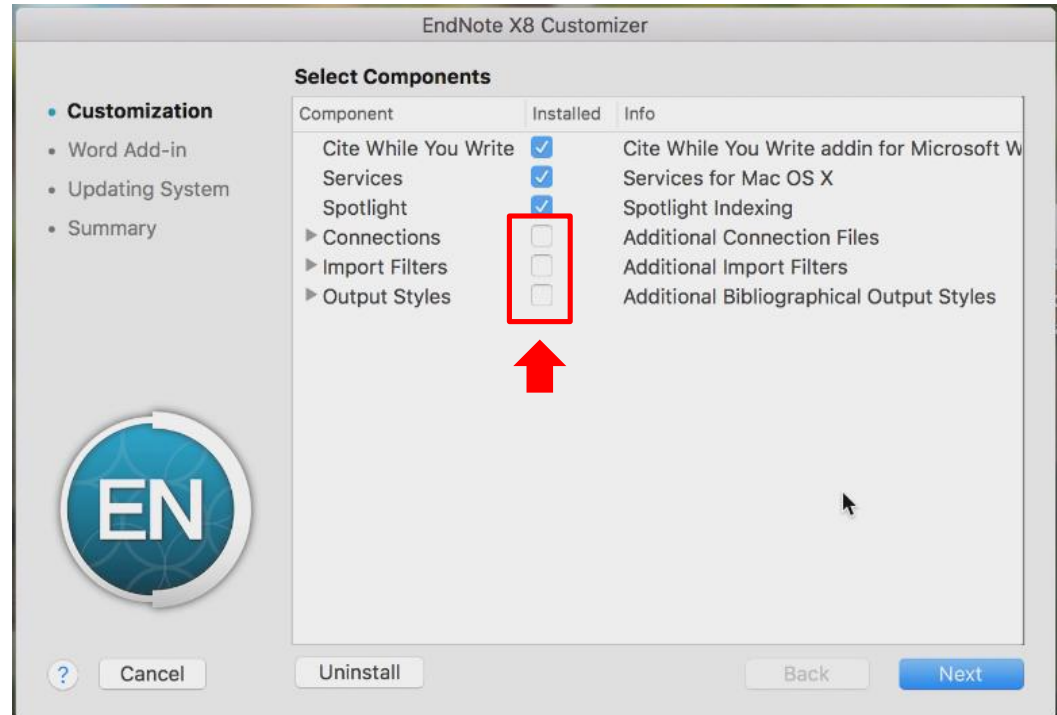 EndNote X8 Customizer
Select Components
• Customization
• Word Add-in
• Updating System
• Summary
Component Installed Info
Cite While You Write Cite While You Write addin for Microsoft W
Services Services for Mac OS X
Spotlight Spotlight Indexing
Connections Additional Connection Files
Import Filters Additional Import Filters
Output Styles Additional Bibliographical Output Styles
EN
? Cancel Uninstall Back Next